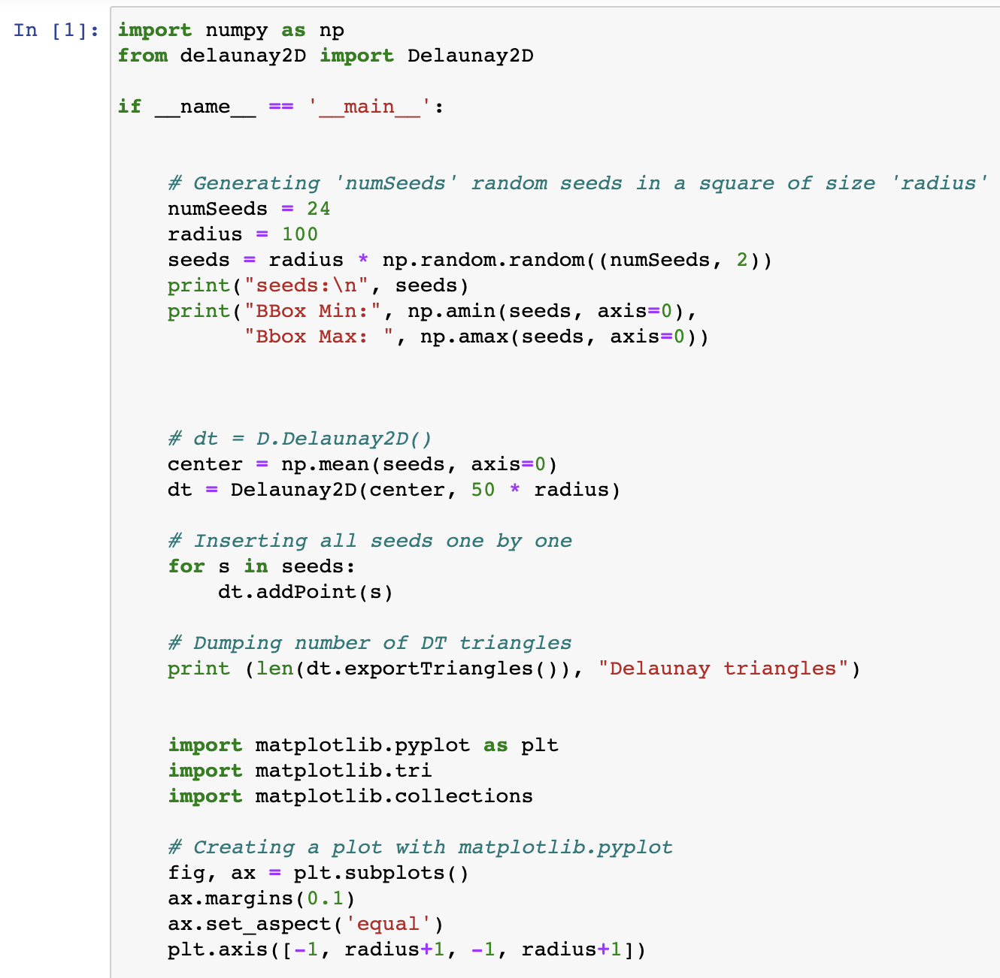 In [1]: import numpy as np
from delaunay2D import Delaunay2D
if __name__ == '__main__':
# Generating 'numSeeds' random seeds in a square of size 'radius'
numSeeds = 24
radius = 100
seeds = radius * np.random.random((numSeeds, 2))
print("seeds:\n", seeds)
print("BBox Min:", np.amin(seeds, axis=0),
"Bbox Max: ", np.amax(seeds, axis=0))
# dt = D.Delaunay2D()
center = np.mean(seeds, axis=0)
dt = Delaunay2D(center, 50 * radius)
# Inserting all seeds one by one
for s in seeds:
dt.addPoint(s)
# Dumping number of DT triangles
print (len(dt.exportTriangles()), "Delaunay triangles")
import matplotlib.pyplot as plt
import matplotlib.tri
import matplotlib.collections
# Creating a plot with matplotlib.pyplot
fig, ax = plt.subplots()
ax.margins(0.1)
ax.set_aspect('equal')
plt.axis([-1, radius+1, -1, radius+1])